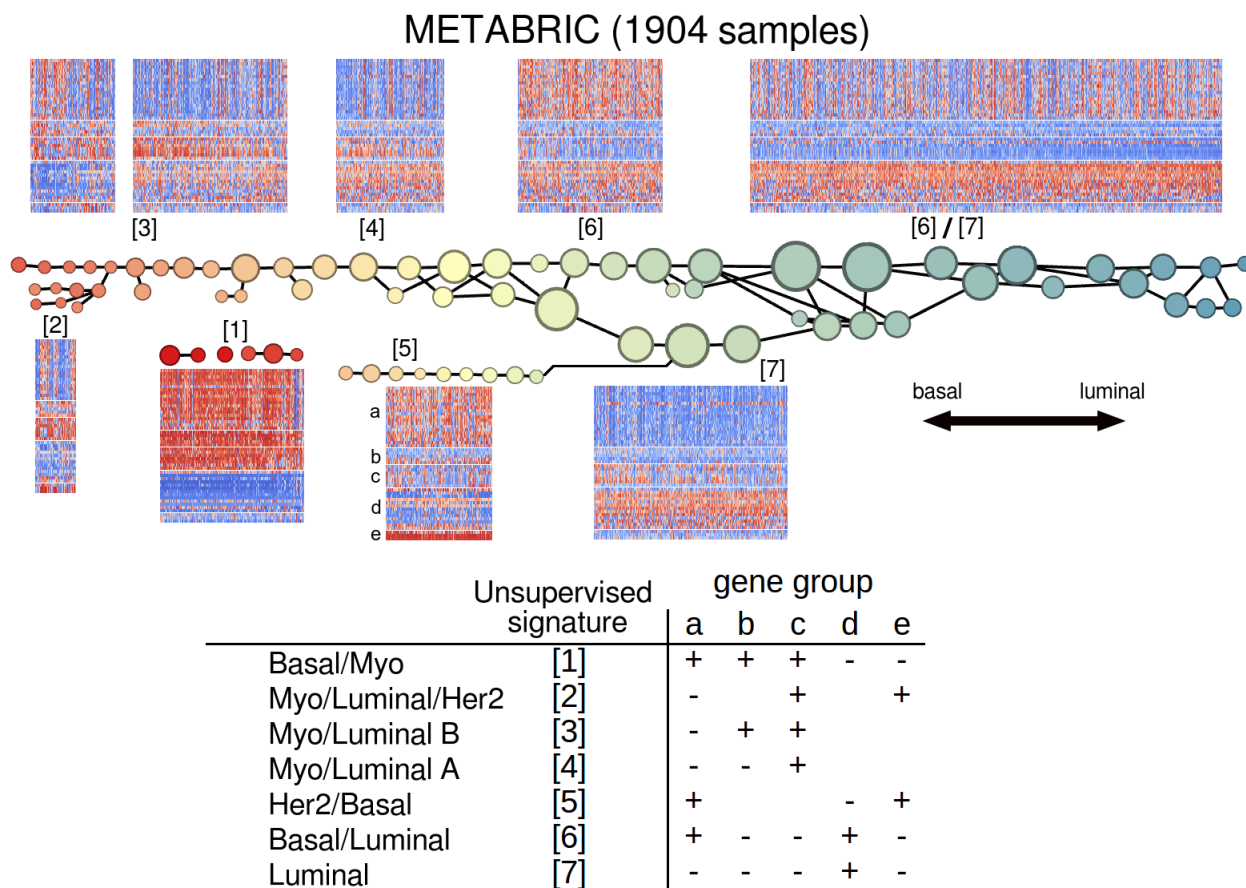 METABRIC (1904 samples)
[3] [4] [6] [6] / [7]
[2] [1] [5] [7]
basal luminal
a
b
c
d
e
Unsupervised signature gene group
a b c d e
Basal/Myo [1] + + + - -
Myo/Luminal/Her2 [2] - + +
Myo/Luminal B [3] - + +
Myo/Luminal A [4] - - +
Her2/Basal [5] + - +
Basal/Luminal [6] + - - + -
Luminal [7] - - - + -